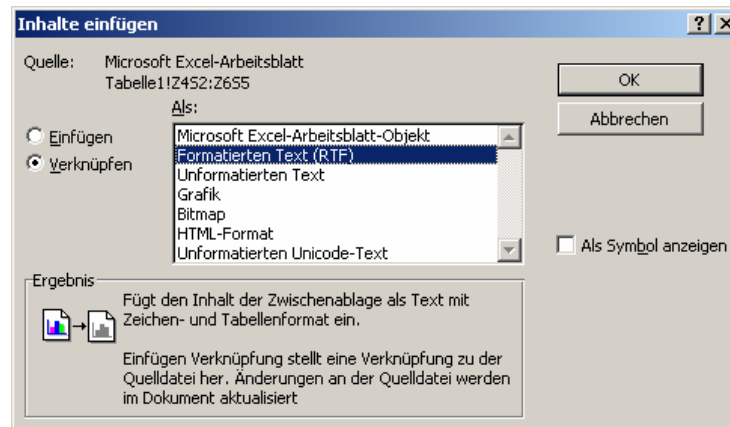 Inhalte einfügen
Quelle: Microsoft Excel-Arbeitsblatt
Tabelle1!Z4S2:Z6S5
Als:
Einfügen
Verknüpfen
Microsoft Excel-Arbeitsblatt-Objekt
Formatierten Text (RTF)
Unformatierten Text
Grafik
Bitmap
HTML-Format
Unformatierten Unicode-Text
OK
Abbrechen
Als Symbol anzeigen
Ergebnis
Fügt den Inhalt der Zwischenablage als Text mit
Zeichen- und Tabellenformat ein.
Einfügen Verknüpfung stellt eine Verknüpfung zu der
Quelldatei her. Änderungen an der Quelldatei werden
im Dokument aktualisiert